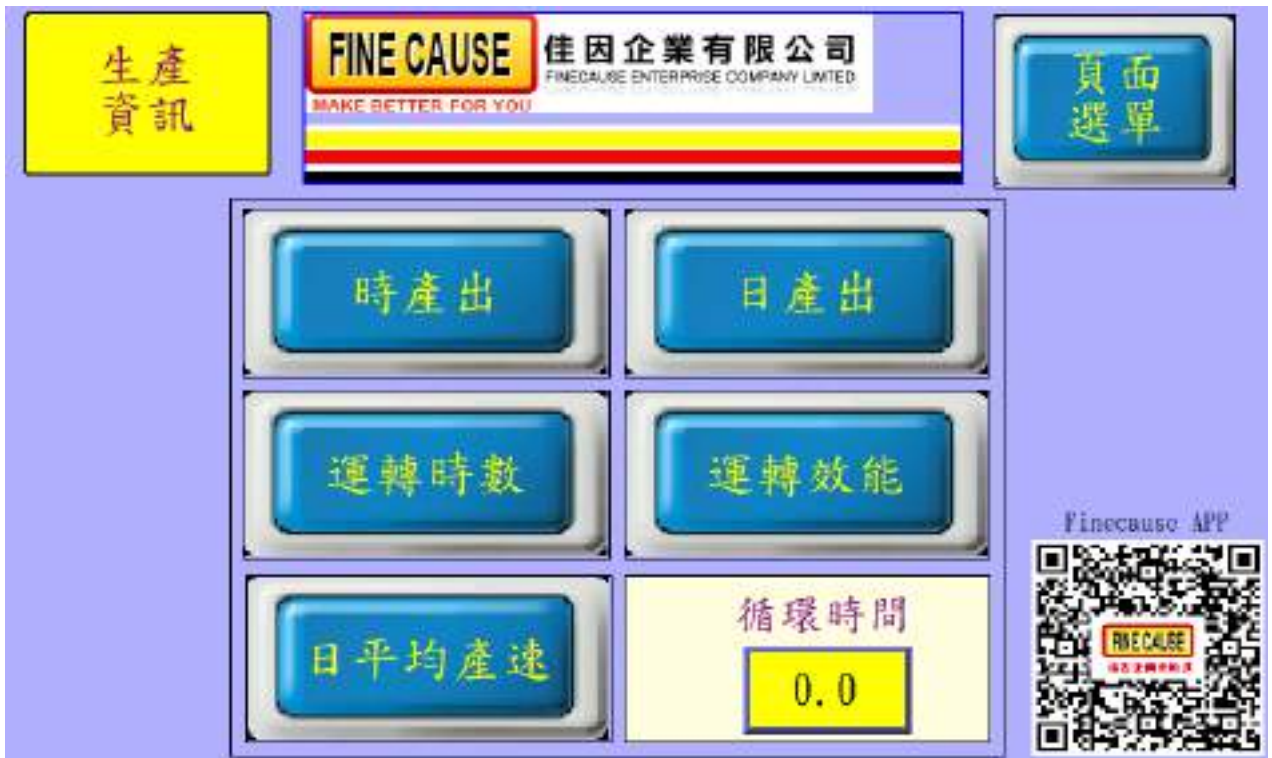 生產
資訊
FINE CAUSE
MAKE BETTER FOR YOU
佳因企業有限公司
FINECAUSE ENTERPRISE COMPANY LIMTED
頁面
選單
時產出
日產出
運轉時數
運轉效能
日平均產速
循環時間
0.0
Finecause APP
FINE CAUSE